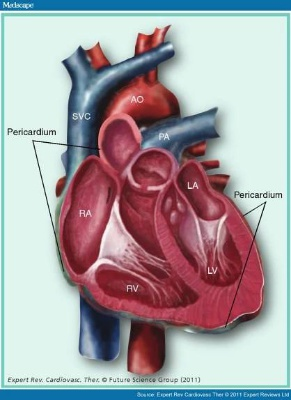 Medscape
AO
SVC
PA
Pericardium
LA
Pericardium
RA
LV
RV
Expert Rev. Cardiovasc. Ther. © Future Science Group (2011)
Source: Expert Rev Cardiovasc Ther © 2011 Expert Reviews Ltd